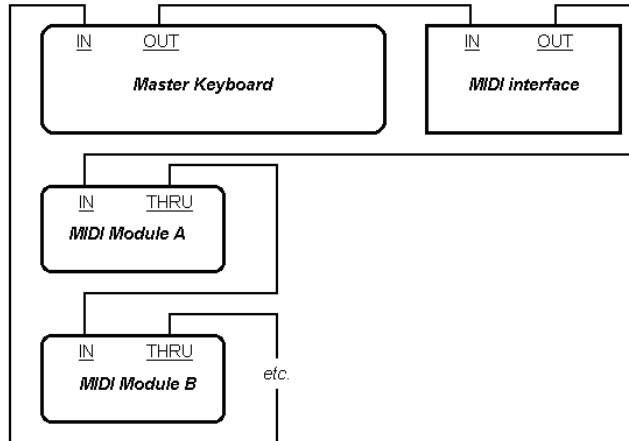 IN OUT IN OUT
Master Keyboard MIDI interface
IN THRU
MIDI Module A
IN THRU
MIDI Module B
etc.